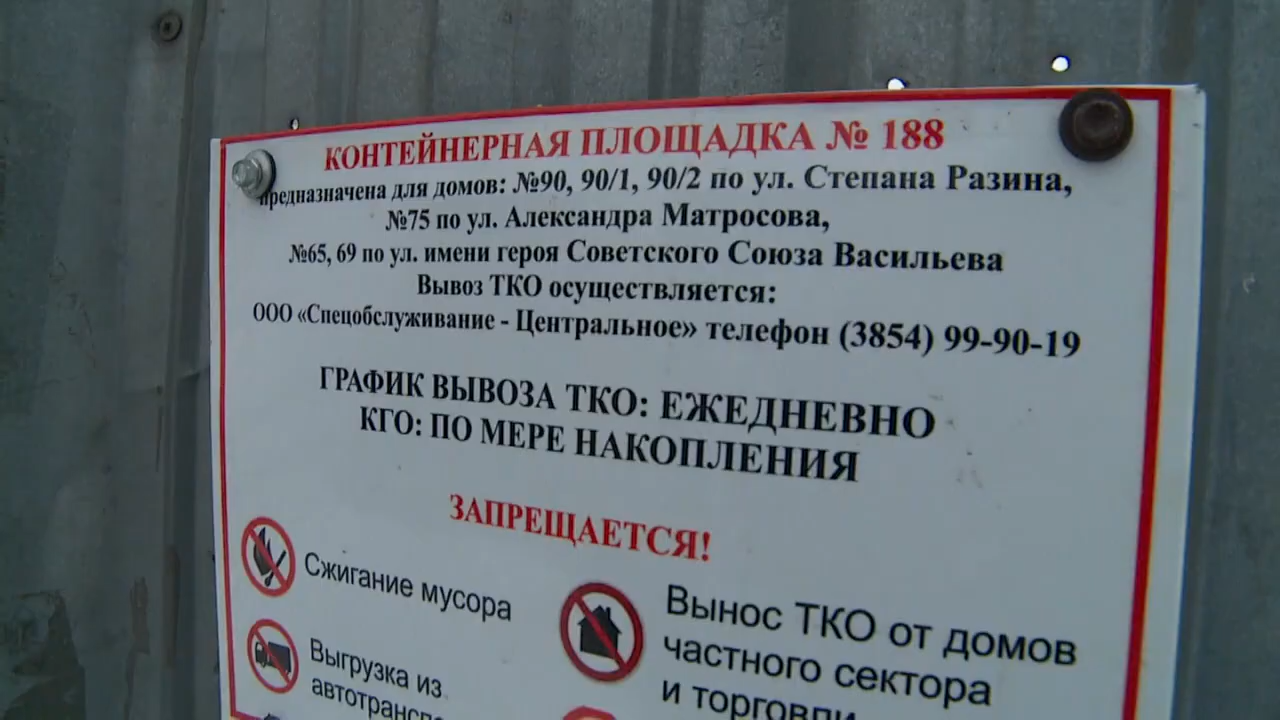 КОНТЕЙНЕРНАЯ ПЛОЩАДКА № 188
предназначена для домов: №90, 90/1, 90/2 по ул. Степана Разина,
№75 по ул. Александра Матросова,
№65, 69 по ул. имени героя Советского Союза Васильева
Вывоз ТКО осуществляется:
ООО «Спецобслуживание - Центральное» телефон (3854) 99-90-19
ГРАФИК ВЫВОЗА ТКО: ЕЖЕДНЕВНО
КГО: ПО МЕРЕ НАКОПЛЕНИЯ
ЗАПРЕЩАЕТСЯ!
Сжигание мусора
Выгрузка из
Вынос ТКО от домов
частного сектора
и торговли